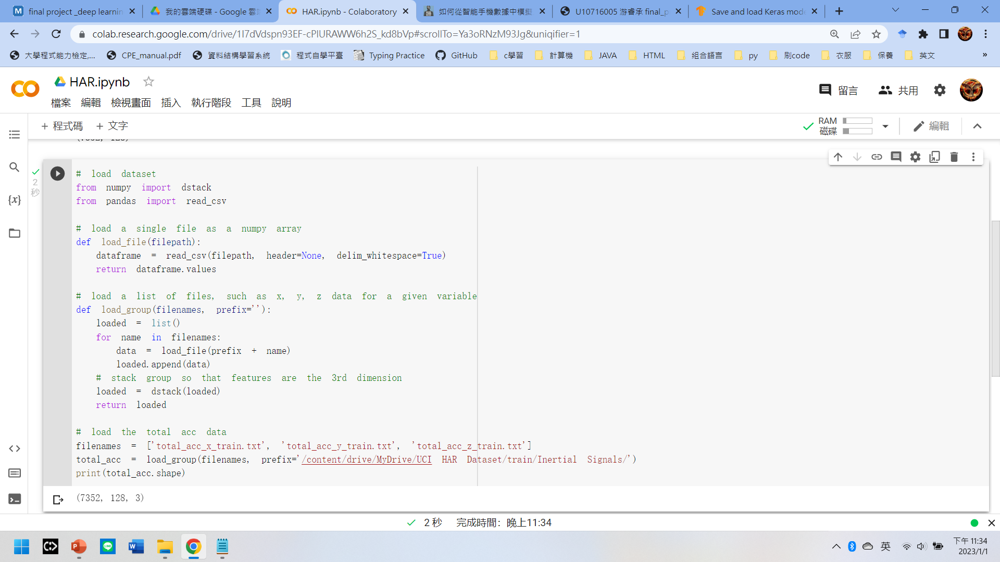 final project _deep learnin
我的雲端硬碟 - Google 雲
HAR.ipynb - Colaboratory
如何從智能手機數據中模擬
U10716005 游睿承 final_p
Save and load Keras mode
colab.research.google.com/drive/1I7dVdspn93EF-cPlURAWW6h2S_kd8bVp#scrollTo=Ya3oRNzM93Jg&uniqifier=1
大學程式能力檢定,...
CPE_manual.pdf
資料結構學習系統
程式自學平臺
Typing Practice
GitHub
c學習
計算機
JAVA
HTML
組合語言
py
刷code
衣服
保養
英文
»
HAR.ipynb
留言
共用
檔案 編輯 檢視畫面 插入 執行階段 工具 說明
+ 程式碼 + 文字
RAM
磁碟
編輯
{x}
2
秒
# load dataset
from numpy import dstack
from pandas import read_csv
# load a single file as a numpy array
def load_file(filepath):
dataframe = read_csv(filepath, header=None, delim_whitespace=True)
return dataframe.values
# load a list of files, such as x, y, z data for a given variable
def load_group(filenames, prefix=''):
loaded = list()
for name in filenames:
data = load_file(prefix + name)
loaded.append(data)
# stack group so that features are the 3rd dimension
loaded = dstack(loaded)
return loaded
# load the total acc data
filenames = ['total_acc_x_train.txt', 'total_acc_y_train.txt', 'total_acc_z_train.txt']
total_acc = load_group(filenames, prefix='/content/drive/MyDrive/UCI HAR Dataset/train/Inertial Signals/')
print(total_acc.shape)
(7352, 128, 3)
2 秒 完成時間：晚上11:34
英
下午 11:34
2023/1/1